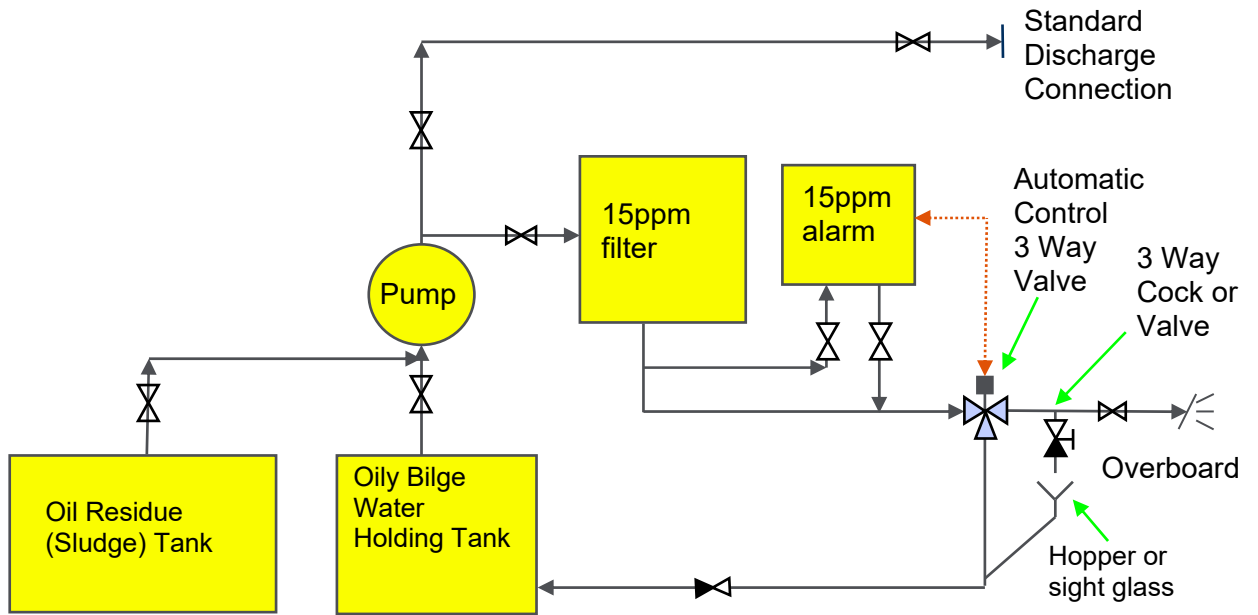 Standard
Discharge
Connection
15ppm
filter
15ppm
alarm
Automatic
Control
3 Way
Valve
3 Way
Cock or
Valve
Pump
Overboard
Oil Residue
(Sludge) Tank
Oily Bilge
Water
Holding Tank
Hopper or
sight glass